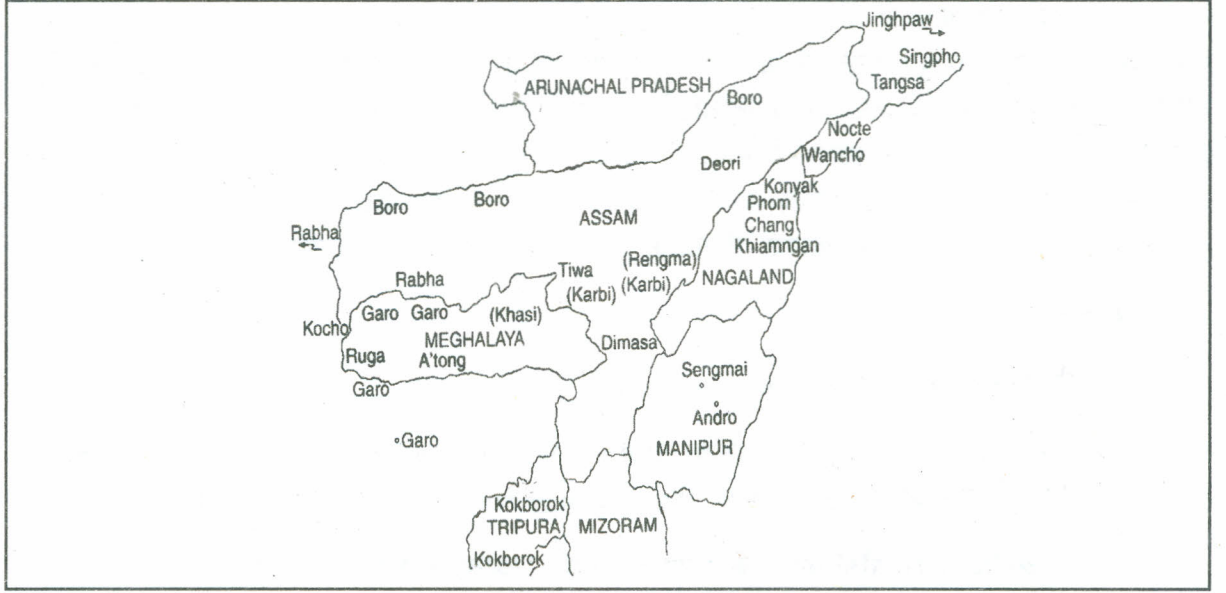 Jinghpaw
Singpho
ARUNACHAL PRADESH
Tangsa
Boro
Nocte
Wancho
Deori
Konyak
Boro
Boro
Phom
ASSAM
Chang
Rabha
Khiamngan
(Rengma)
Tiwa
NAGALAND
Rabha
(Karbi)
(Karbi)
Garo
Garo
(Khasi)
Kocho
MEGHALAYA
Dimasa
Ruga
A'tong
Sengmai
Garo
Andro
Garo
MANIPUR
Kokborok
TRIPURA
MIZORAM
Kokborok